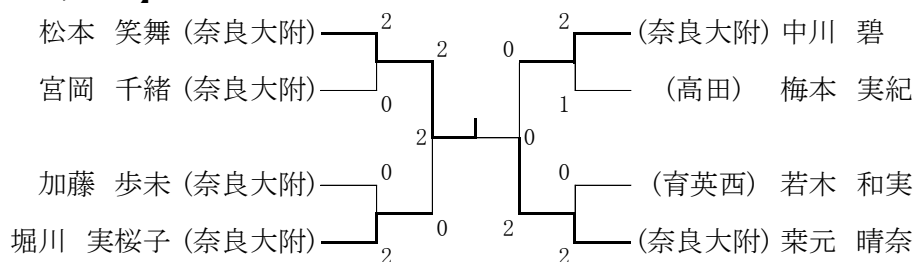 松本 笑舞 (奈良大附) 2 2 (奈良大附) 中川 碧
2 0
宮岡 千緒 (奈良大附) 0 1 (高田) 梅本 実紀
2 0
加藤 歩未 (奈良大附) 0 0 (育英西) 若木 和実
0 2
堀川 実桜子 (奈良大附) 2 2 (奈良大附) 桒元 晴奈